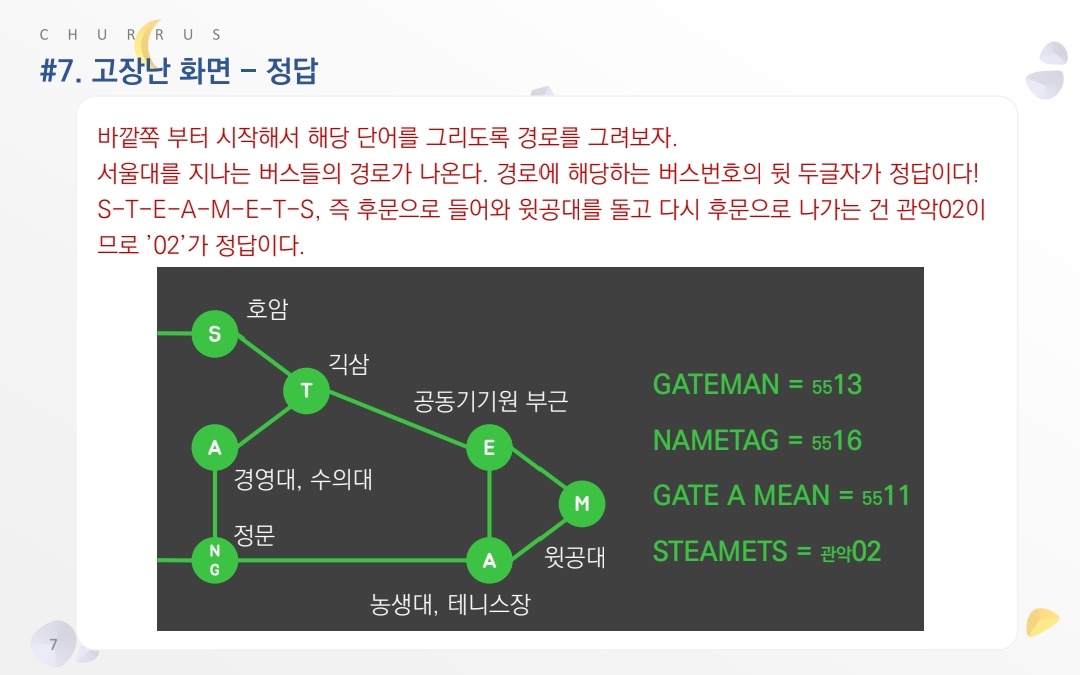 C H U R R U S
#7. 고장난 화면 – 정답
바깥쪽 부터 시작해서 해당 단어를 그리도록 경로를 그려보자.
서울대를 지나는 버스들의 경로가 나온다. 경로에 해당하는 버스번호의 뒷 두글자가 정답이다!
S-T-E-A-M-E-T-S, 즉 후문으로 들어와 윗공대를 돌고 다시 후문으로 나가는 건 관악02이
므로 '02'가 정답이다.
호암
S
긱삼
T
공동기기원 부근
GATEMAN = 5513
A
E
NAMETAG = 5516
경영대, 수의대
GATE A MEAN = 5511
M
정문
N
G
A
윗공대
STEAMETS = 관악02
농생대, 테니스장
7